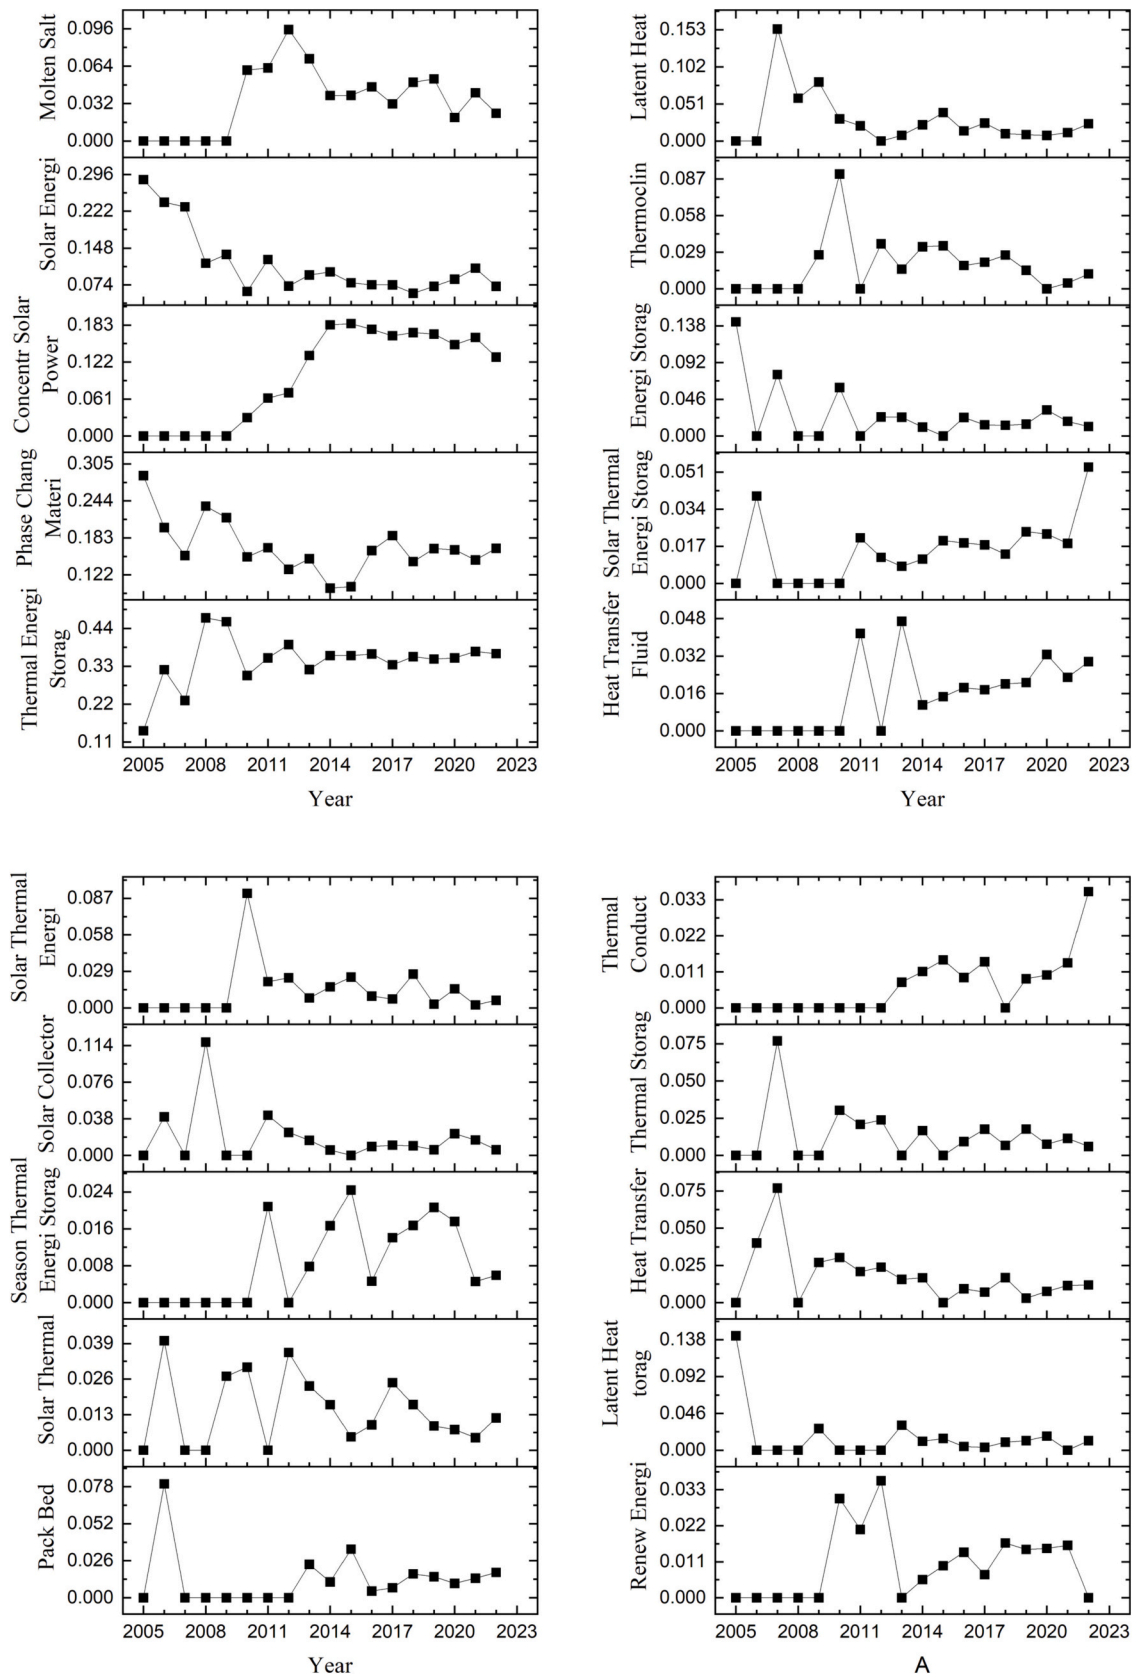 Molten Salt
0.096
0.064
0.032
0.000
Solar Energi
0.296
0.222
0.148
0.074
Concentr Solar
Power
0.183
0.122
0.061
0.000
Phase Chang
Materi
0.305
0.244
0.183
0.122
Thermal Energi
Storag
0.44
0.33
0.22
0.11
2005 2008 2011 2014 2017 2020 2023
Year
Latent Heat
0.153
0.102
0.051
0.000
Thermoclin
0.087
0.058
0.029
0.000
Energi Storag
0.138
0.092
0.046
0.000
Solar Thermal
Energi Storag
0.051
0.034
0.017
0.000
Heat Transfer
Fluid
0.048
0.032
0.016
0.000
2005 2008 2011 2014 2017 2020 2023
Year
Solar Thermal
Energi
0.087
0.058
0.029
0.000
Solar Collector
0.114
0.076
0.038
0.000
Season Thermal
Energi Storag
0.024
0.016
0.008
0.000
Solar Thermal
0.039
0.026
0.013
0.000
Pack Bed
0.078
0.052
0.026
0.000
2005 2008 2011 2014 2017 2020 2023
Year
Thermal
Conduct
0.033
0.022
0.011
0.000
Thermal Storag
0.075
0.050
0.025
0.000
Heat Transfer
0.075
0.050
0.025
0.000
Latent Heat
torag
0.138
0.092
0.046
0.000
Renew Energi
0.033
0.022
0.011
0.000
2005 2008 2011 2014 2017 2020 2023
A